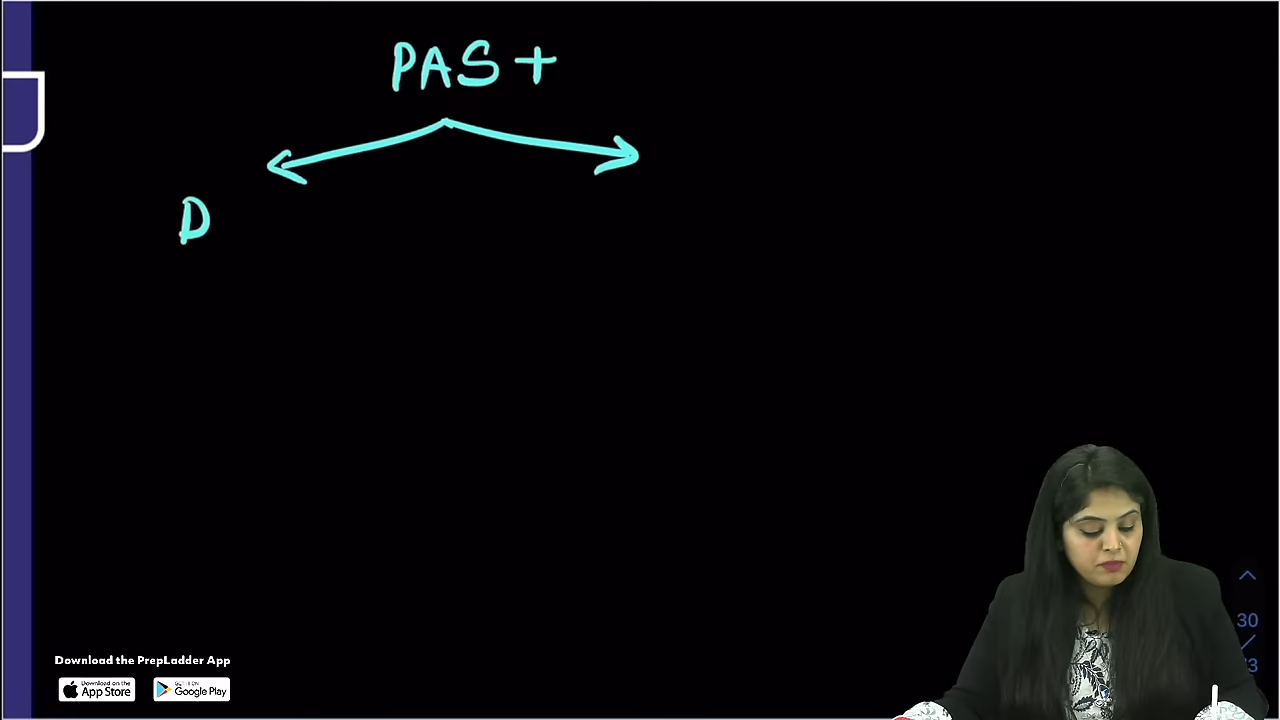 PAS +
D
Download the PrepLadder App
Download on the App Store
GET IT ON Google Play
30